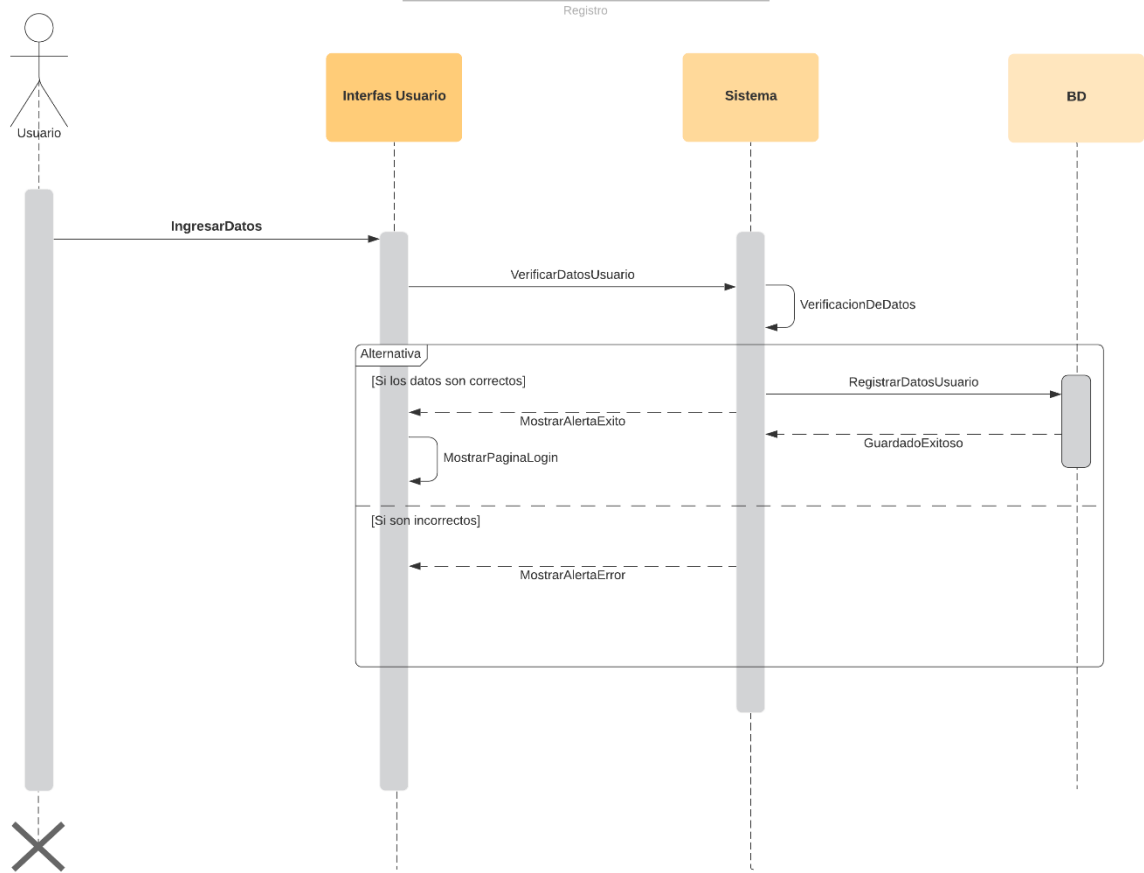 Registro
Usuario
Interfas Usuario
Sistema
BD
IngresarDatos
VerificarDatosUsuario
VerificacionDeDatos
Alternativa
[Si los datos son correctos]
RegistrarDatosUsuario
MostrarAlertaExito
GuardadoExitoso
MostrarPaginaLogin
[Si son incorrectos]
MostrarAlertaError